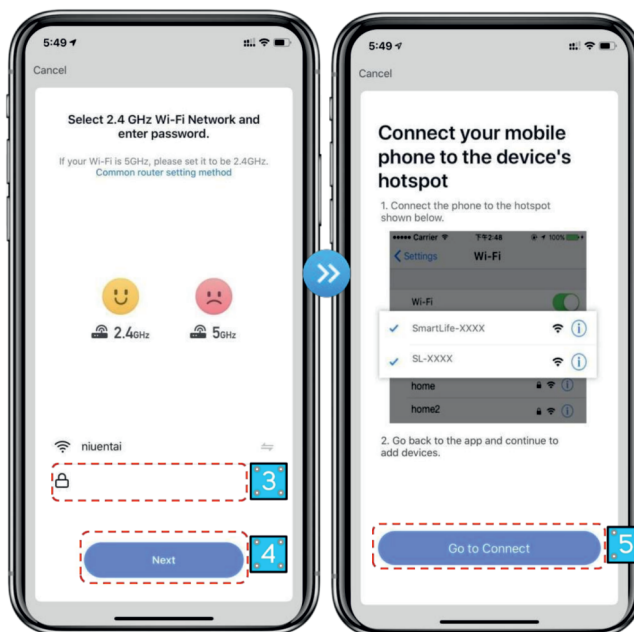 5:49
Cancel
Select 2.4 GHz Wi-Fi Network and
enter password.
If your Wi-Fi is 5GHz, please set it to be 2.4GHz.
Common router setting method
2.4GHz
5GHz
niuentai
3
Next
4
5:49
Cancel
Connect your mobile
phone to the device's
hotspot
1. Connect the phone to the hotspot
shown below.
Carrier 下午2:48 100%
Settings Wi-Fi
Wi-Fi
SmartLife-XXXX
SL-XXXX
home
home2
2. Go back to the app and continue to
add devices.
Go to Connect
5